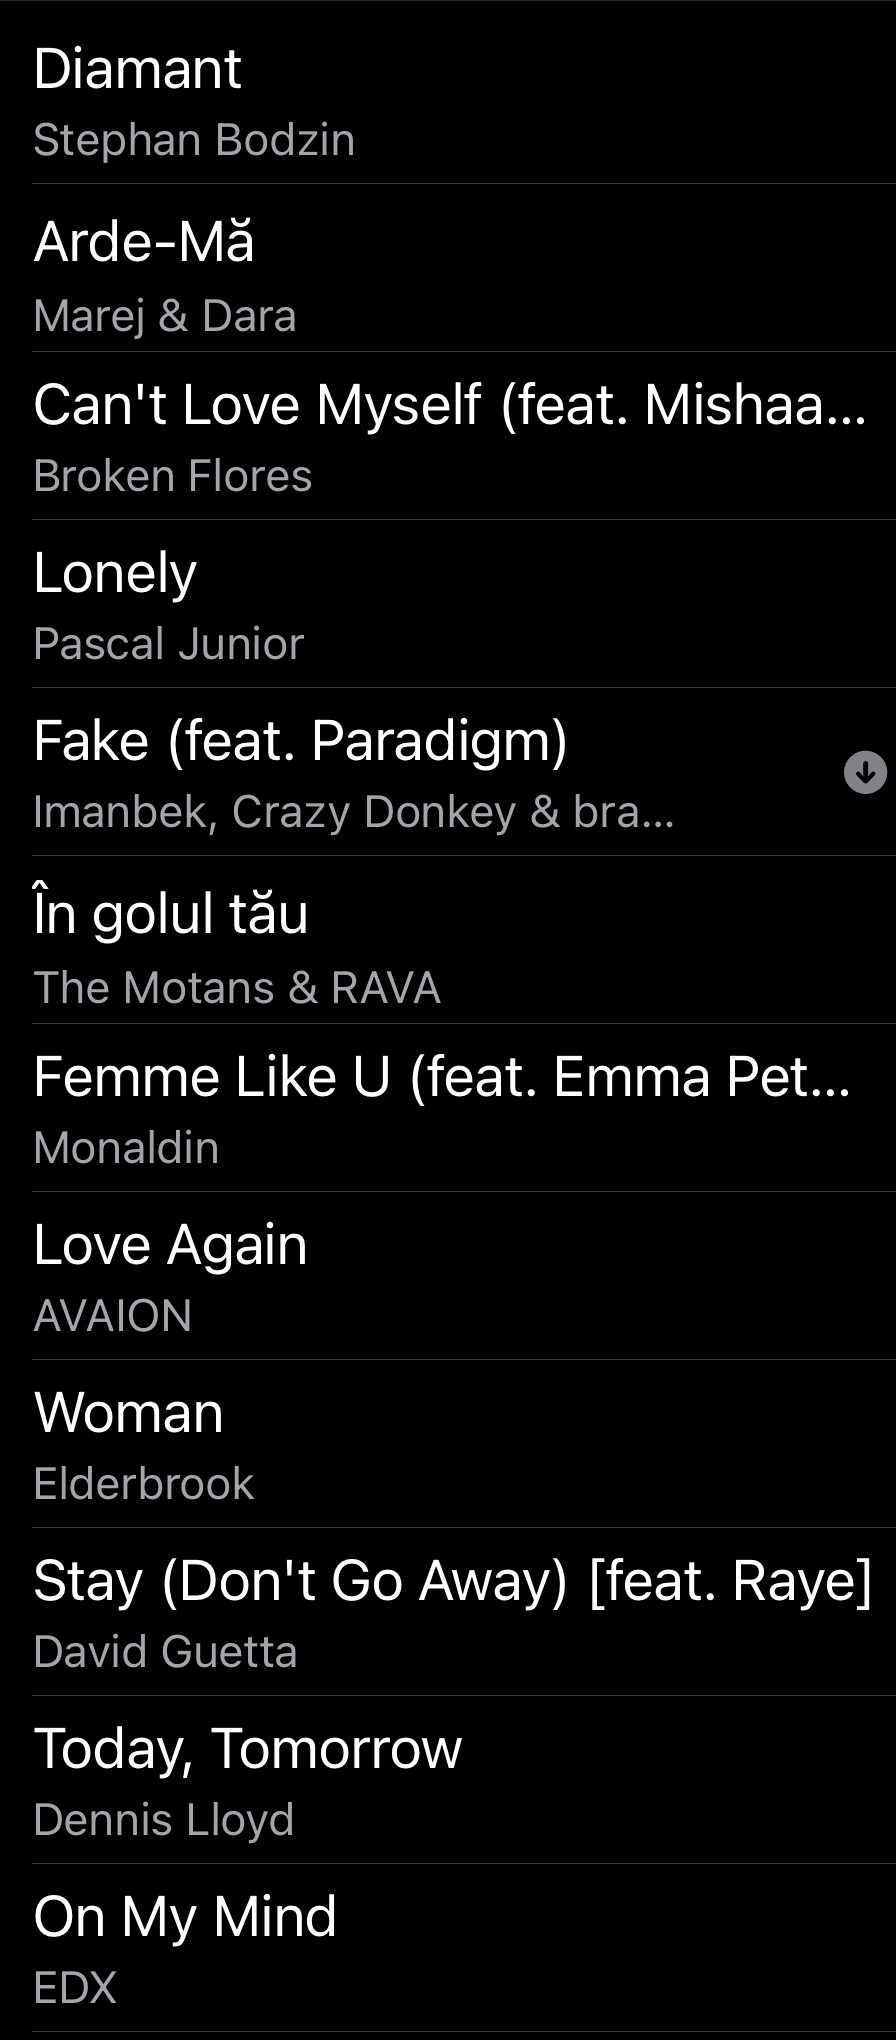 Diamant
Stephan Bodzin
Arde-Mă
Marej & Dara
Can't Love Myself (feat. Mishaa...
Broken Flores
Lonely
Pascal Junior
Fake (feat. Paradigm)
Imanbek, Crazy Donkey & bra...
În golul tău
The Motans & RAVA
Femme Like U (feat. Emma Pet...
Monaldin
Love Again
AVAION
Woman
Elderbrook
Stay (Don't Go Away) [feat. Raye]
David Guetta
Today, Tomorrow
Dennis Lloyd
On My Mind
EDX